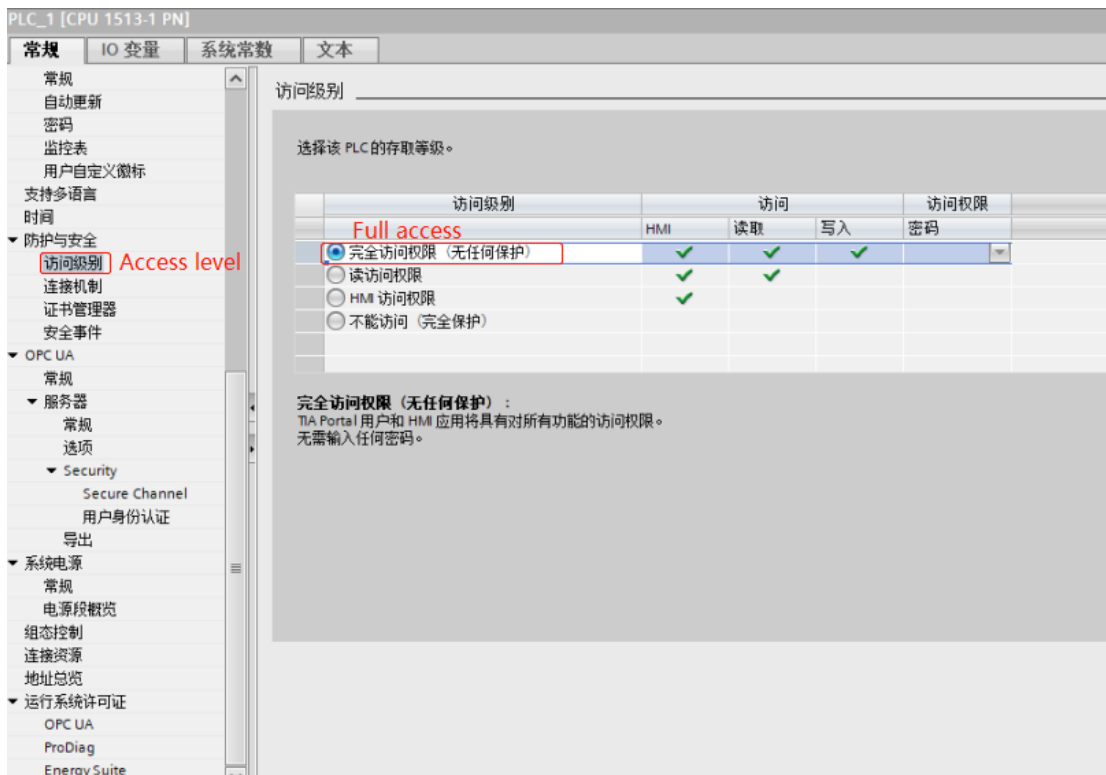 PLC_1 [CPU 1513-1 PN]
常规 IO 变量 系统常数 文本
常规
自动更新
密码
监控表
用户自定义徽标
支持多语言
时间
防护与安全
访问级别 Access level
连接机制
证书管理器
安全事件
OPC UA
常规
服务器
常规
选项
Security
Secure Channel
用户身份认证
导出
系统电源
常规
电源段概览
组态控制
连接资源
地址总览
运行系统许可证
OPC UA
ProDiag
Energy Suite
访问级别
选择该 PLC 的存取等级。
访问级别 访问 访问权限
Full access HMI 读取 写入 密码
完全访问权限（无任何保护）
读访问权限
HMI 访问权限
不能访问（完全保护）
完全访问权限（无任何保护）：
TIA Portal 用户和 HMI 应用将具有对所有功能的访问权限。
无需输入任何密码。